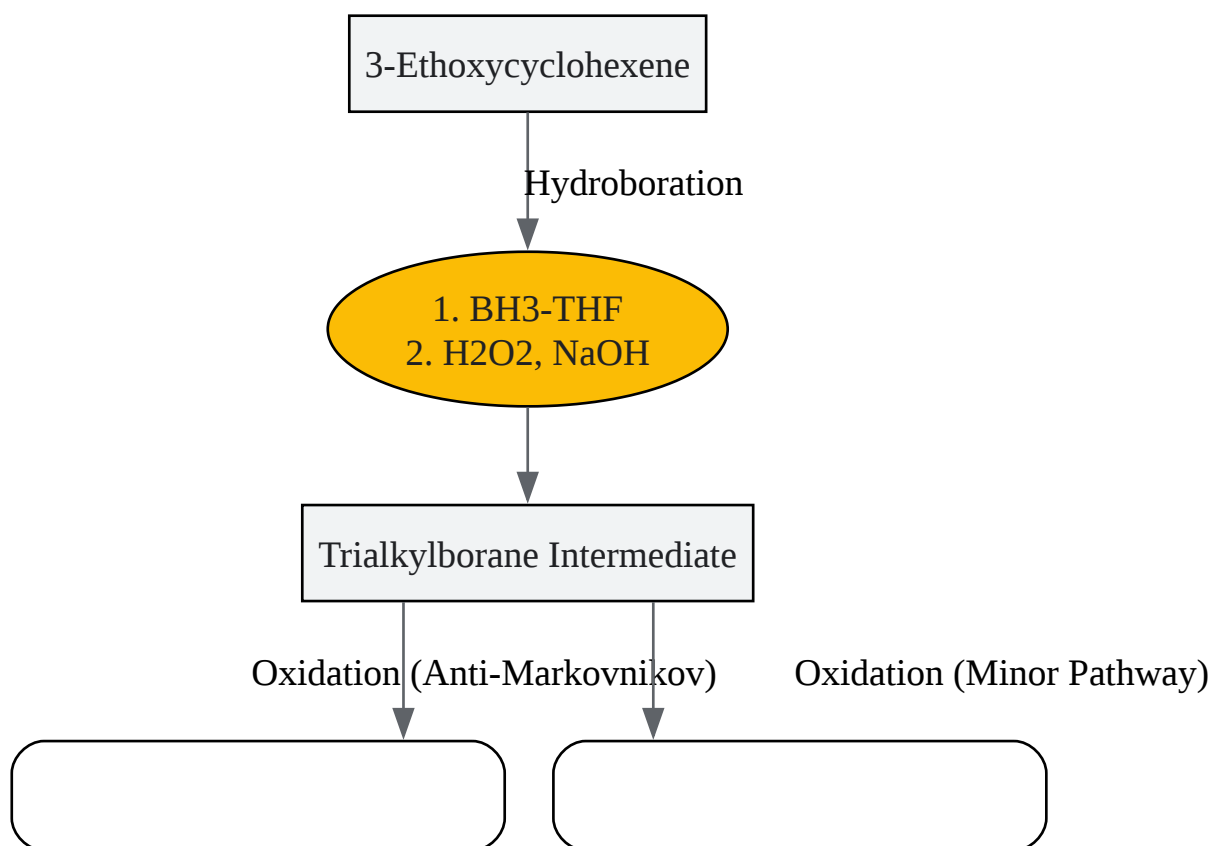 3-Ethoxycyclohexene
Hydroboration
1. BH3-THF
2. H2O2, NaOH
Trialkylborane Intermediate
Oxidation (Anti-Markovnikov)
Oxidation (Minor Pathway)